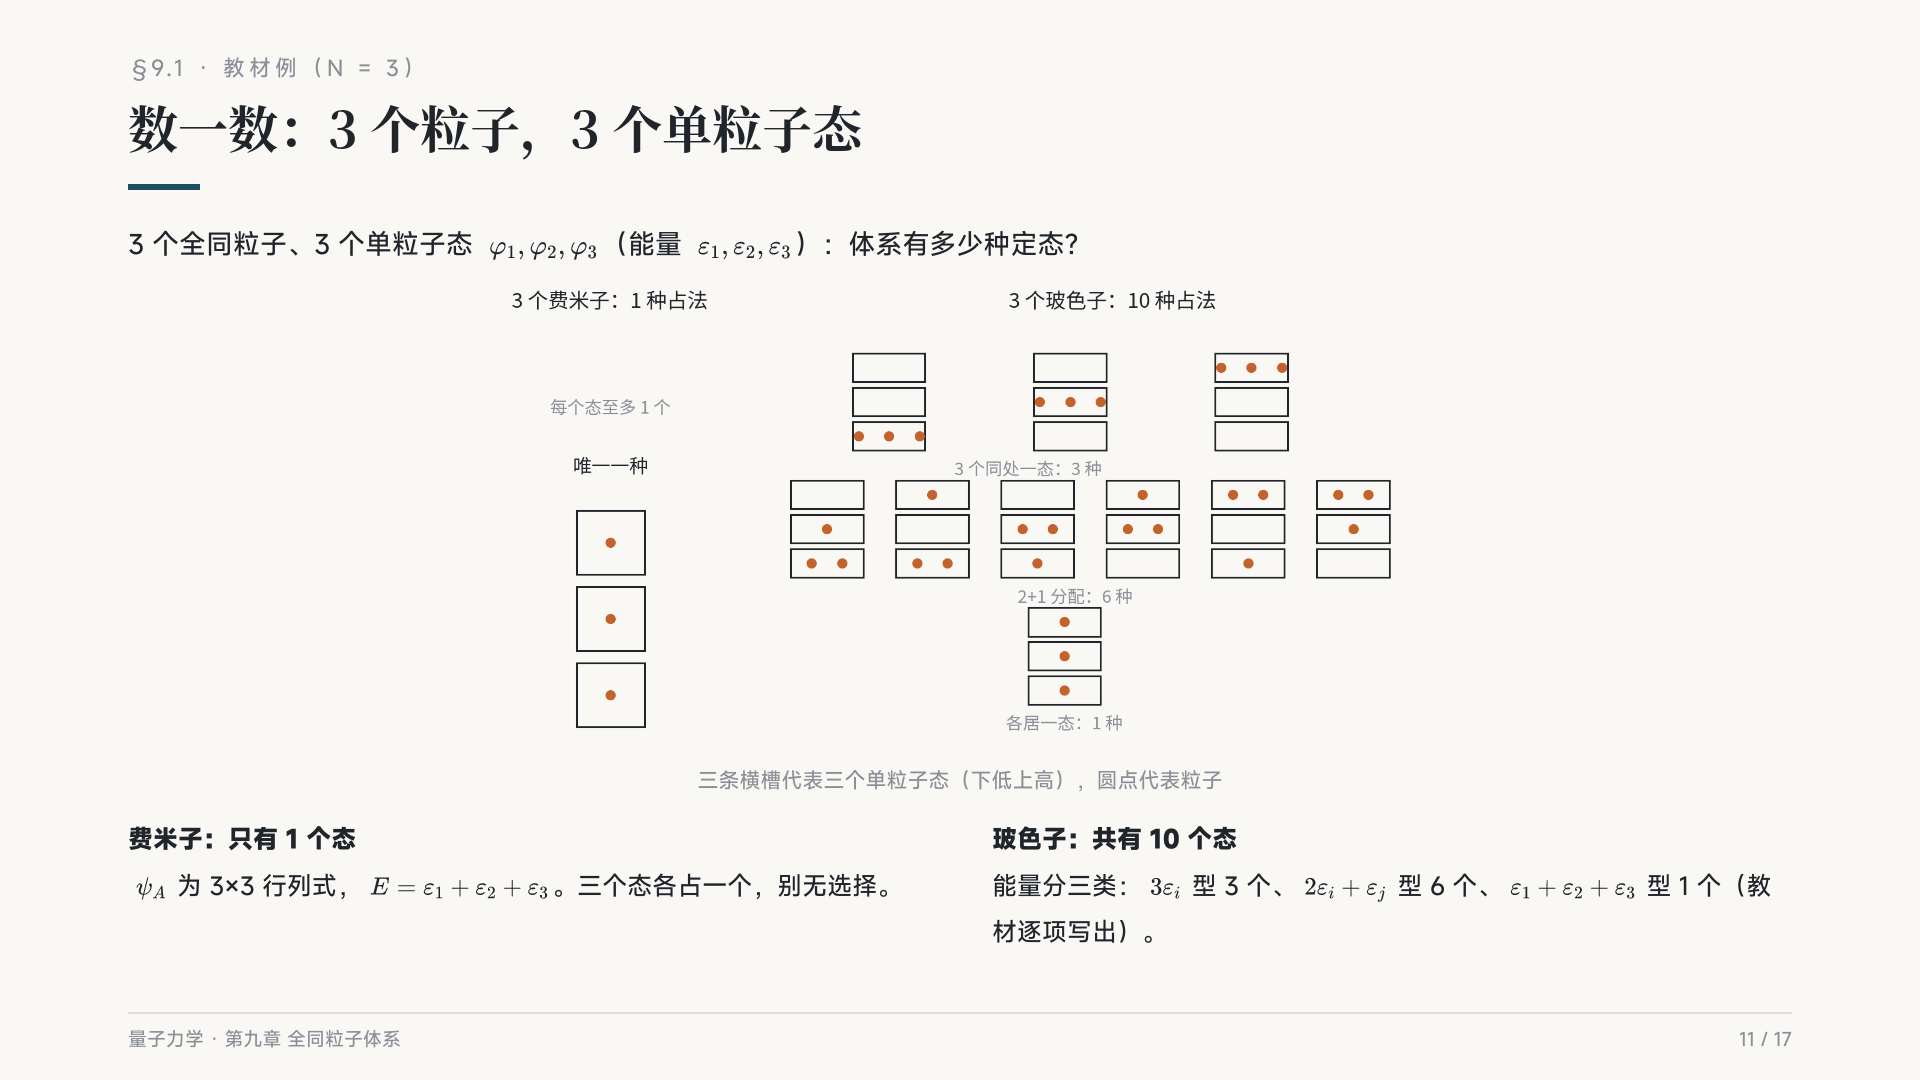 §9.1 · 教材例（N = 3）
数一数：3 个粒子，3 个单粒子态
3 个全同粒子、3 个单粒子态 φ₁, φ₂, φ₃（能量 ε₁, ε₂, ε₃）：体系有多少种定态？
3 个费米子：1 种占法
3 个玻色子：10 种占法
每个态至多 1 个
唯一一种
3 个同处一态：3 种
2+1 分配：6 种
各居一态：1 种
三条横槽代表三个单粒子态（下低上高），圆点代表粒子
费米子：只有 1 个态
ψ_A 为 3×3 行列式，E = ε₁ + ε₂ + ε₃。三个态各占一个，别无选择。
玻色子：共有 10 个态
能量分三类：3εᵢ 型 3 个、2εᵢ + εⱼ 型 6 个、ε₁ + ε₂ + ε₃ 型 1 个（教
材逐项写出）。
量子力学 · 第九章 全同粒子体系
11 / 17